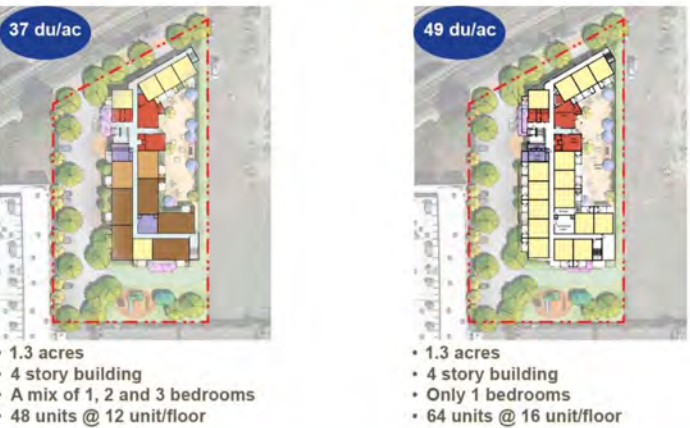 37 du/ac
49 du/ac
• 1.3 acres
• 4 story building
• A mix of 1, 2 and 3 bedrooms
• 48 units @ 12 unit/floor
• 1.3 acres
• 4 story building
• Only 1 bedrooms
• 64 units @ 16 unit/floor